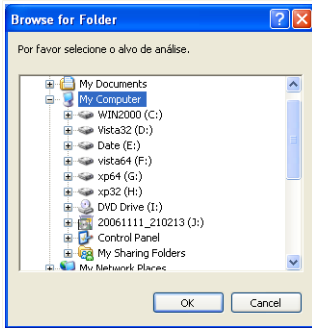 Browse for Folder
Por favor selecione o alvo de análise.
My Documents
My Computer
WIN2000 (C:)
Vista32 (D:)
Date (E:)
vista64 (F:)
xp64 (G:)
xp32 (H:)
DVD Drive (I:)
20061111_210213 (J:)
Control Panel
My Sharing Folders
My Network Places
OK
Cancel